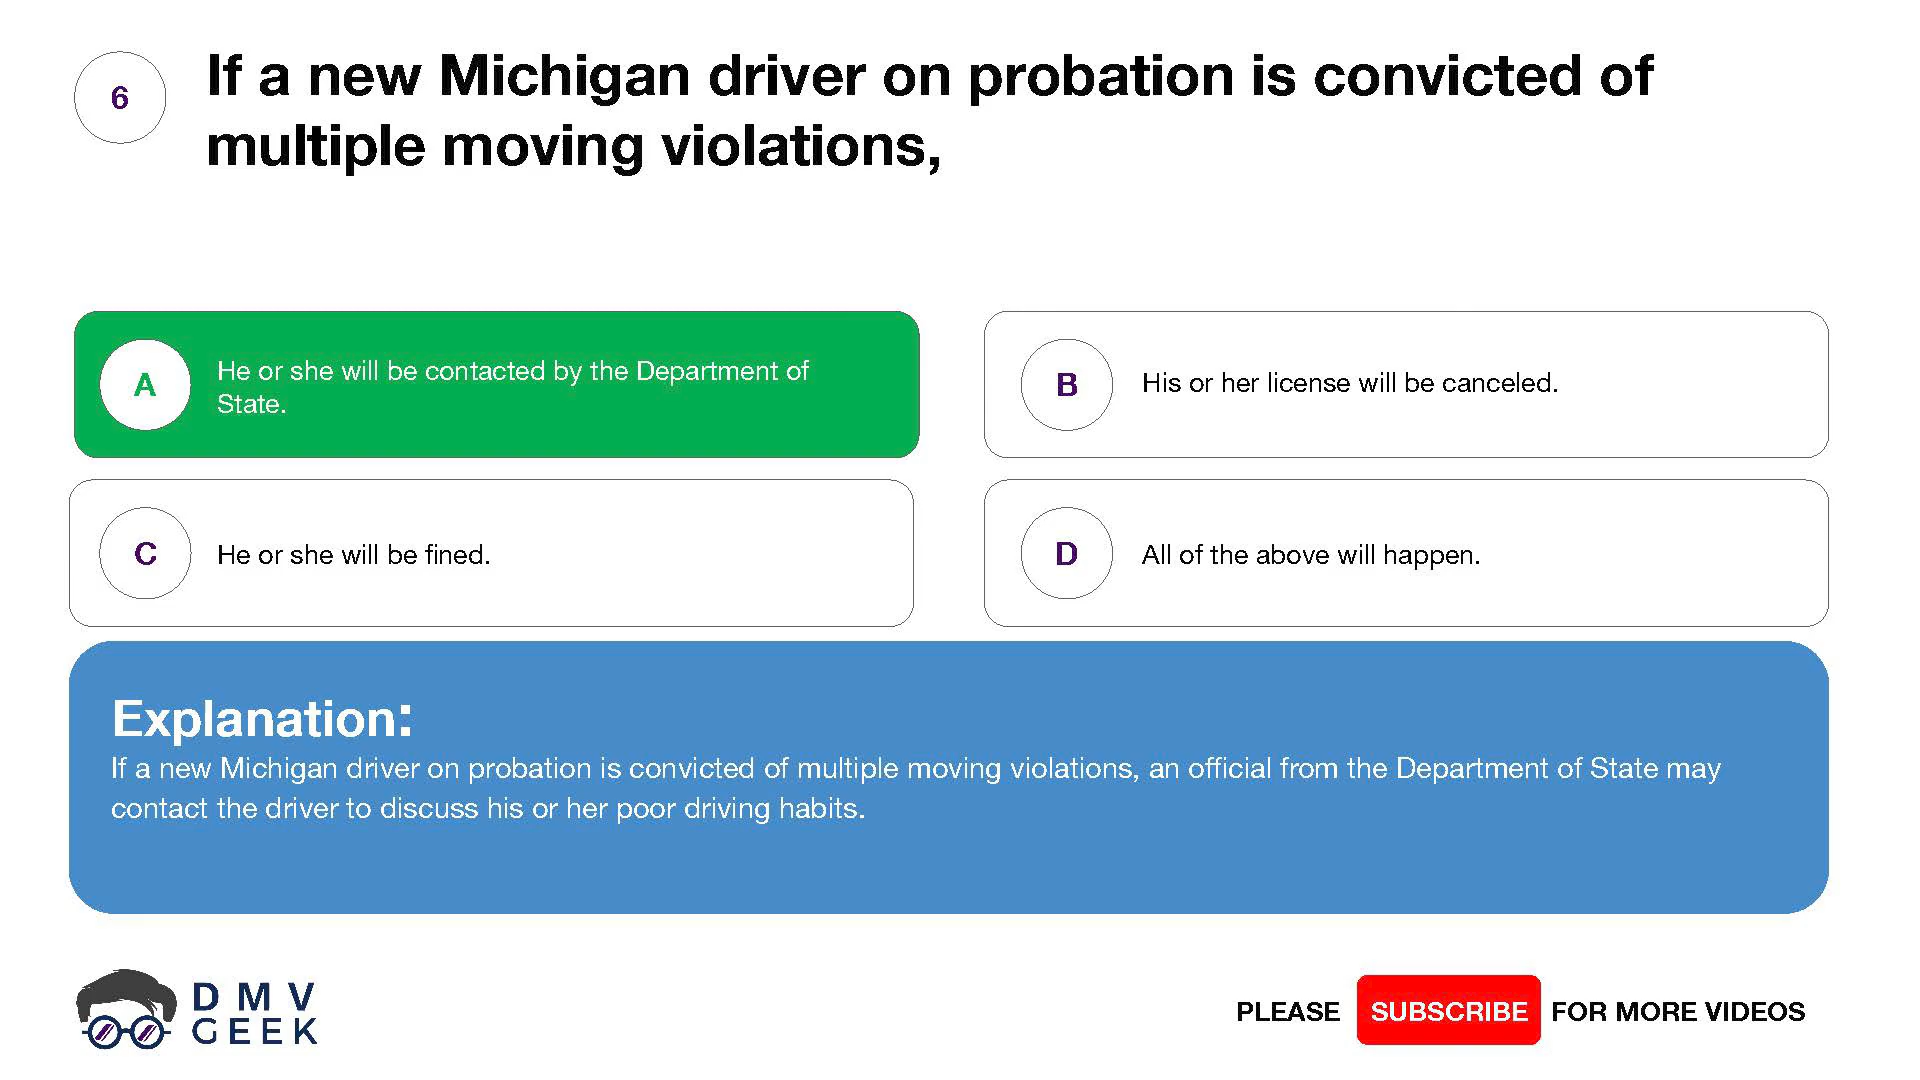 6
If a new Michigan driver on probation is convicted of
multiple moving violations,
A
He or she will be contacted by the Department of
State.
B
His or her license will be canceled.
C
He or she will be fined.
D
All of the above will happen.
Explanation:
If a new Michigan driver on probation is convicted of multiple moving violations, an official from the Department of State may
contact the driver to discuss his or her poor driving habits.
DMV
GEEK
PLEASE SUBSCRIBE FOR MORE VIDEOS